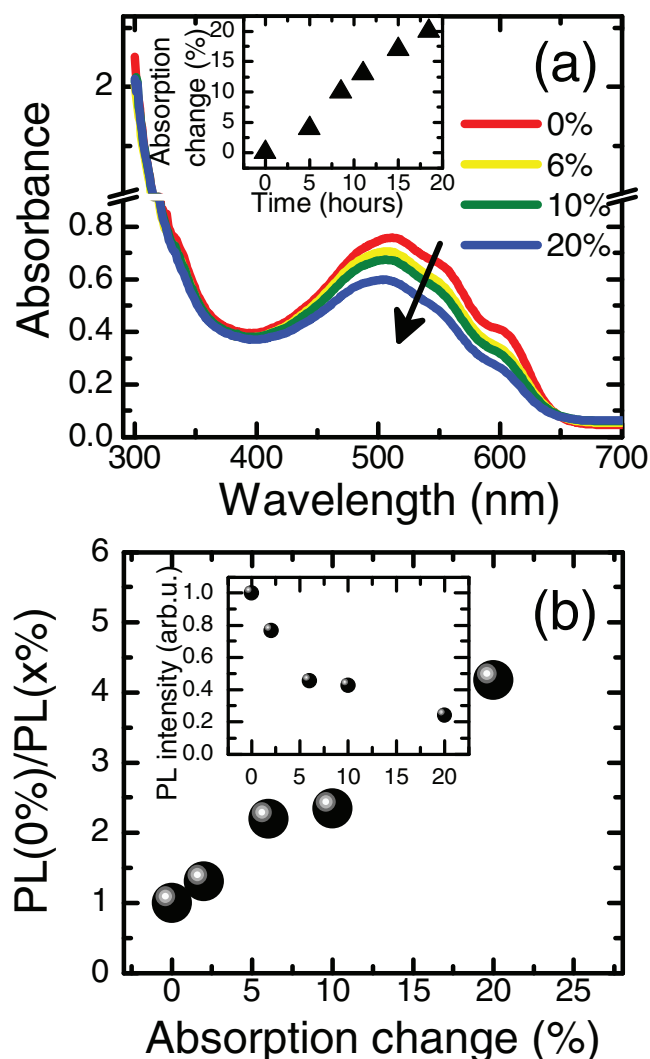 (a)
Absorbance
2
0.8
0.6
0.4
0.2
0.0
300 400 500 600 700
Wavelength (nm)
0%
6%
10%
20%
Absorption
change (%)
20
15
10
5
0
0 5 10 15 20
Time (hours)
(b)
PL(0%)/PL(x%)
6
5
4
3
2
1
0
0 5 10 15 20 25
Absorption change (%)
PL intensity (arb.u.)
1.0
0.8
0.6
0.4
0.2
0.0
0 5 10 15 20